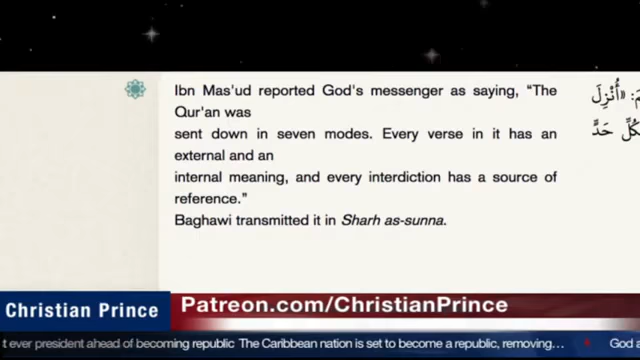 Ibn Mas'ud reported God's messenger as saying, "The
Qur'an was
sent down in seven modes. Every verse in it has an
external and an
internal meaning, and every interdiction has a source of
reference."
Baghawi transmitted it in Sharh as-sunna.
مَ: «أُنْزِلَ
كُلِّ حَدٍّ
Christian Prince
Patreon.com/ChristianPrince
t ever president ahead of becoming republic The Caribbean nation is set to become a republic, removing... God a